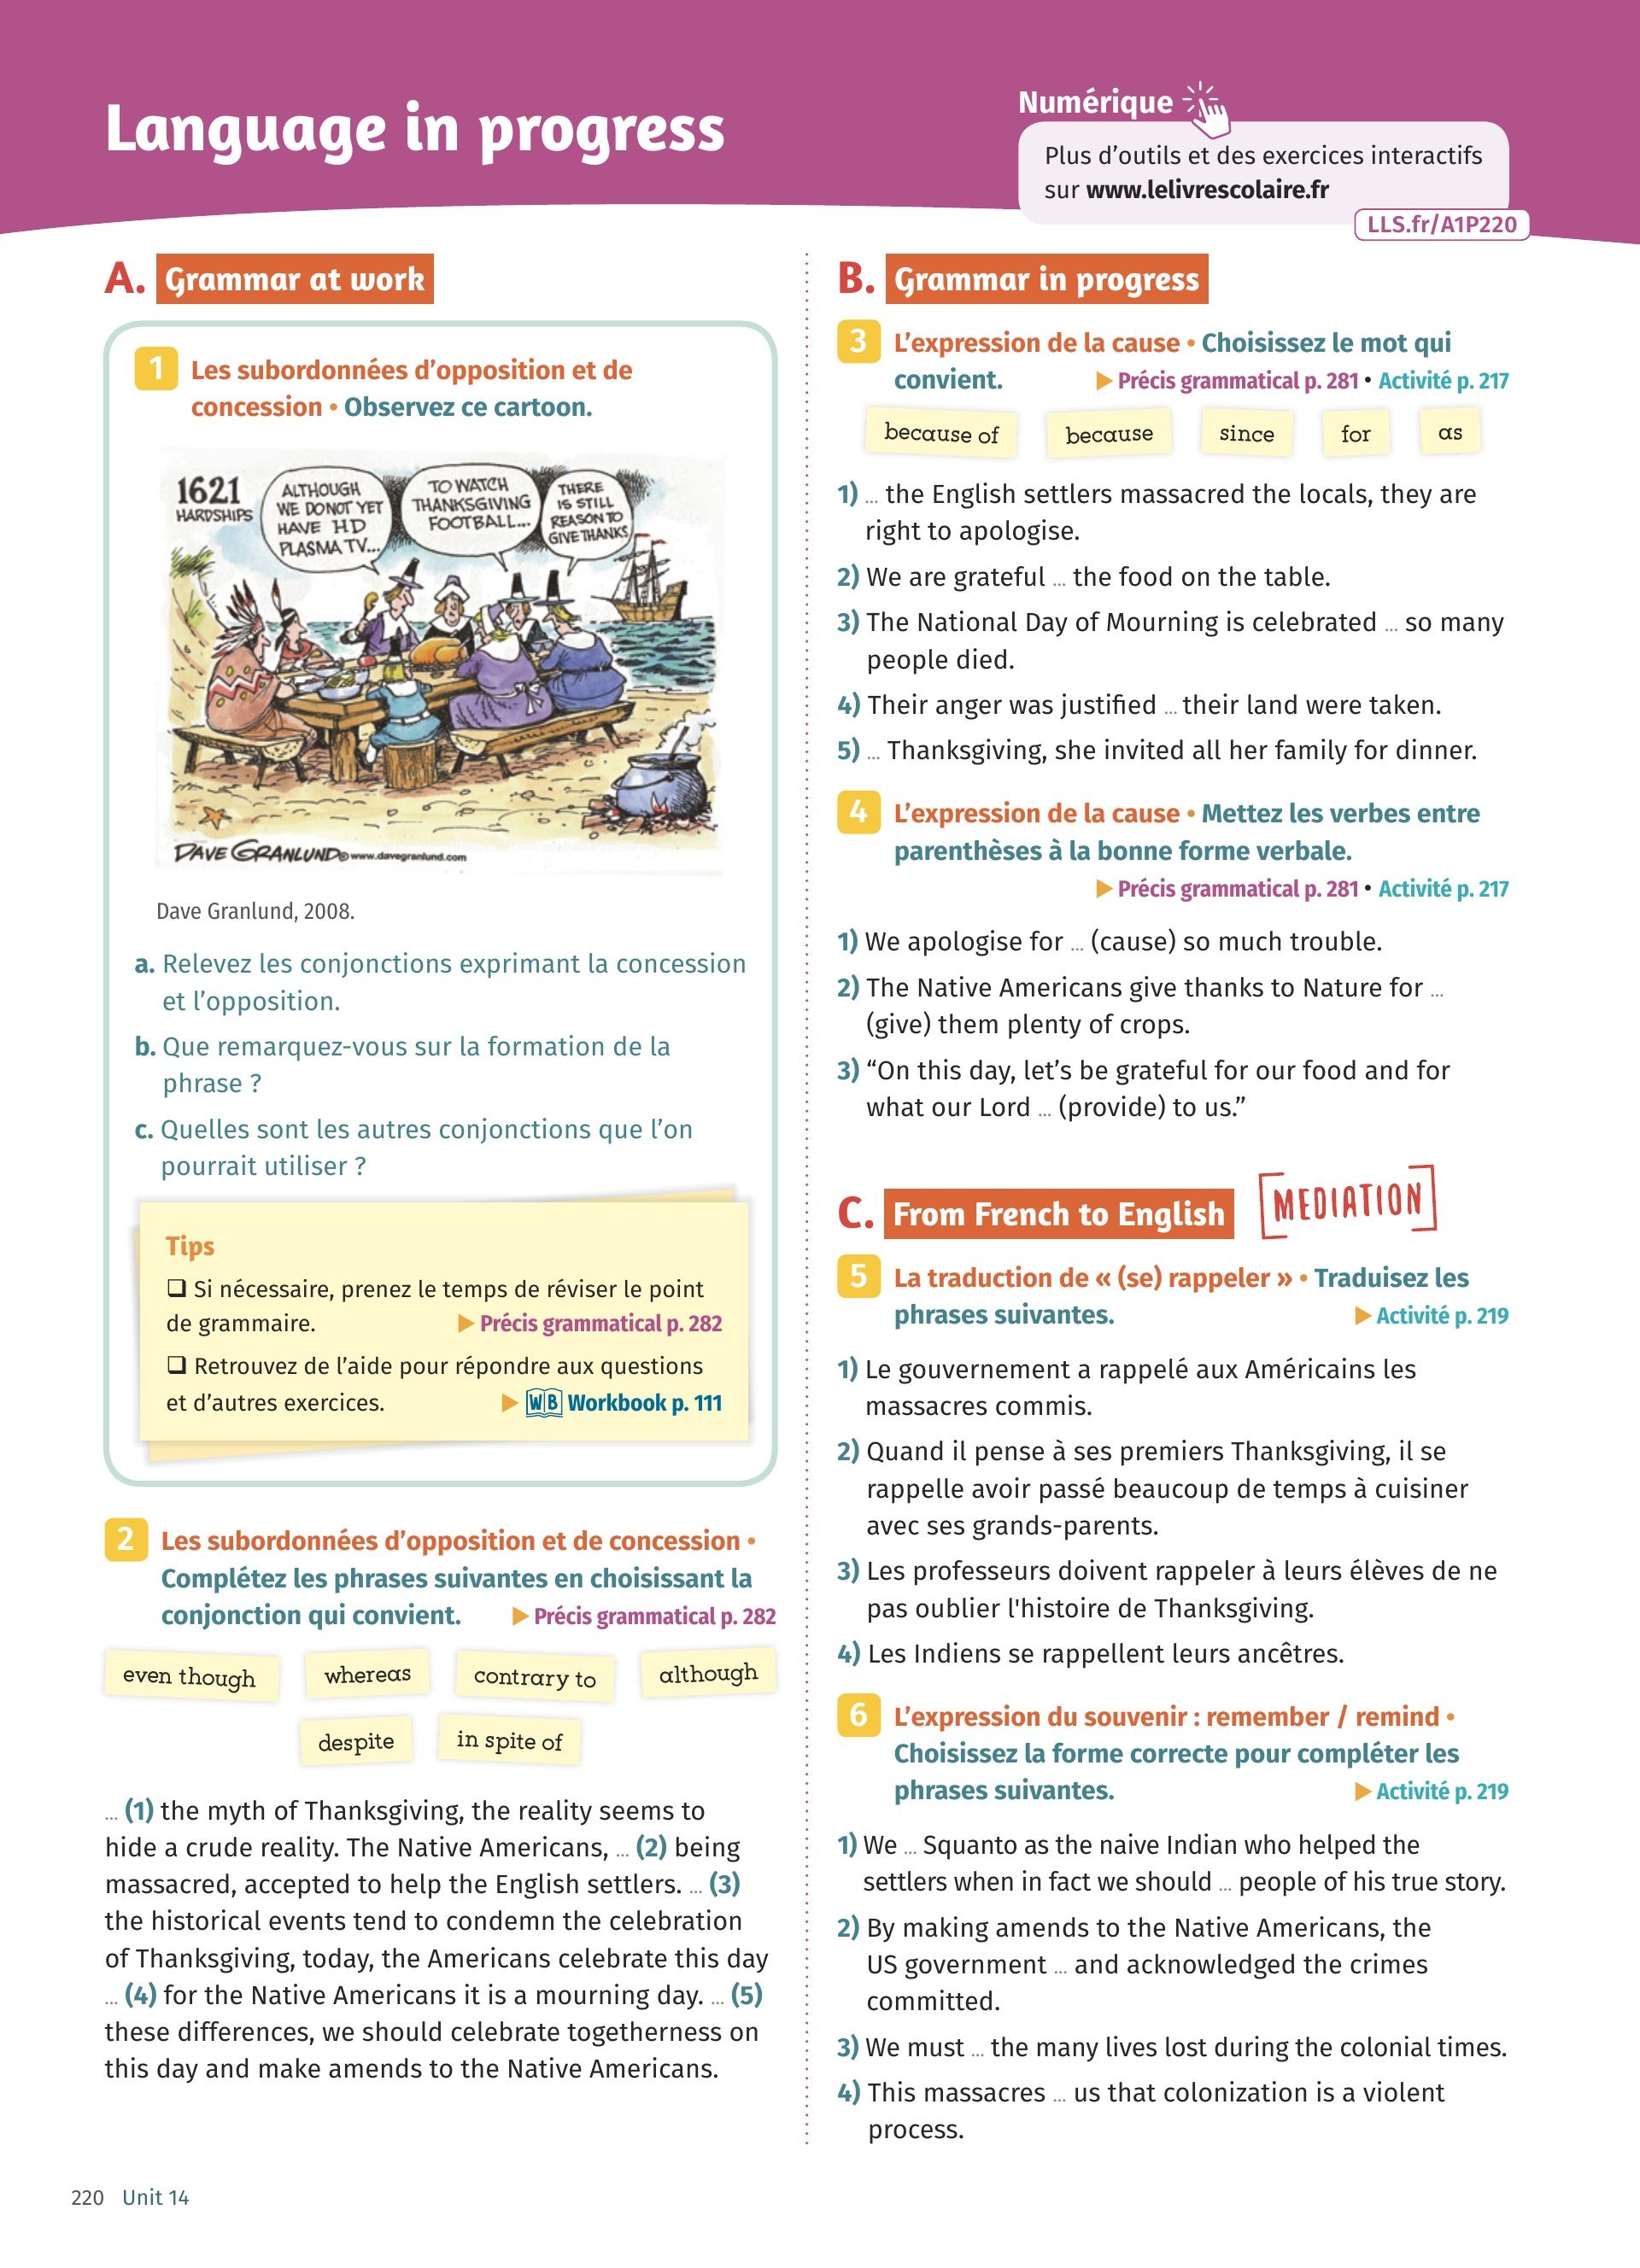 Language in progress
Numérique
Plus d’outils et des exercices interactifs
sur www.lelivrescolaire.fr
LLS.fr/A1P220
A. Grammar at work
1 Les subordonnées d’opposition et de
concession • Observez ce cartoon.
1621
HARDSHIPS
ALTHOUGH
WE DO NOT YET
HAVE HD
PLASMA TV...
TO WATCH
THANKSGIVING
FOOTBALL...
THERE
IS STILL
REASON TO
GIVE THANKS
DAVE GRANLUND© www.davegranlund.com
Dave Granlund, 2008.
a. Relevez les conjonctions exprimant la concession
et l’opposition.
b. Que remarquez-vous sur la formation de la
phrase ?
c. Quelles sont les autres conjonctions que l’on
pourrait utiliser ?
Tips
❏ Si nécessaire, prenez le temps de réviser le point
de grammaire. ▶ Précis grammatical p. 282
❏ Retrouvez de l’aide pour répondre aux questions
et d’autres exercices. ▶ WB Workbook p. 111
2 Les subordonnées d’opposition et de concession •
Complétez les phrases suivantes en choisissant la
conjonction qui convient. ▶ Précis grammatical p. 282
even though whereas contrary to although
despite in spite of
... (1) the myth of Thanksgiving, the reality seems to
hide a crude reality. The Native Americans, ... (2) being
massacred, accepted to help the English settlers. ... (3)
the historical events tend to condemn the celebration
of Thanksgiving, today, the Americans celebrate this day
... (4) for the Native Americans it is a mourning day. ... (5)
these differences, we should celebrate togetherness on
this day and make amends to the Native Americans.
B. Grammar in progress
3 L’expression de la cause • Choisissez le mot qui
convient. ▶ Précis grammatical p. 281 • Activité p. 217
because of because since for as
1) ... the English settlers massacred the locals, they are
right to apologise.
2) We are grateful ... the food on the table.
3) The National Day of Mourning is celebrated ... so many
people died.
4) Their anger was justified ... their land were taken.
5) ... Thanksgiving, she invited all her family for dinner.
4 L’expression de la cause • Mettez les verbes entre
parenthèses à la bonne forme verbale.
▶ Précis grammatical p. 281 • Activité p. 217
1) We apologise for ... (cause) so much trouble.
2) The Native Americans give thanks to Nature for ...
(give) them plenty of crops.
3) “On this day, let’s be grateful for our food and for
what our Lord ... (provide) to us.”
C. From French to English
MEDIATION
5 La traduction de « (se) rappeler » • Traduisez les
phrases suivantes. ▶ Activité p. 219
1) Le gouvernement a rappelé aux Américains les
massacres commis.
2) Quand il pense à ses premiers Thanksgiving, il se
rappelle avoir passé beaucoup de temps à cuisiner
avec ses grands-parents.
3) Les professeurs doivent rappeler à leurs élèves de ne
pas oublier l'histoire de Thanksgiving.
4) Les Indiens se rappellent leurs ancêtres.
6 L’expression du souvenir : remember / remind •
Choisissez la forme correcte pour compléter les
phrases suivantes. ▶ Activité p. 219
1) We ... Squanto as the naive Indian who helped the
settlers when in fact we should ... people of his true story.
2) By making amends to the Native Americans, the
US government ... and acknowledged the crimes
committed.
3) We must ... the many lives lost during the colonial times.
4) This massacres ... us that colonization is a violent
process.
220 Unit 14